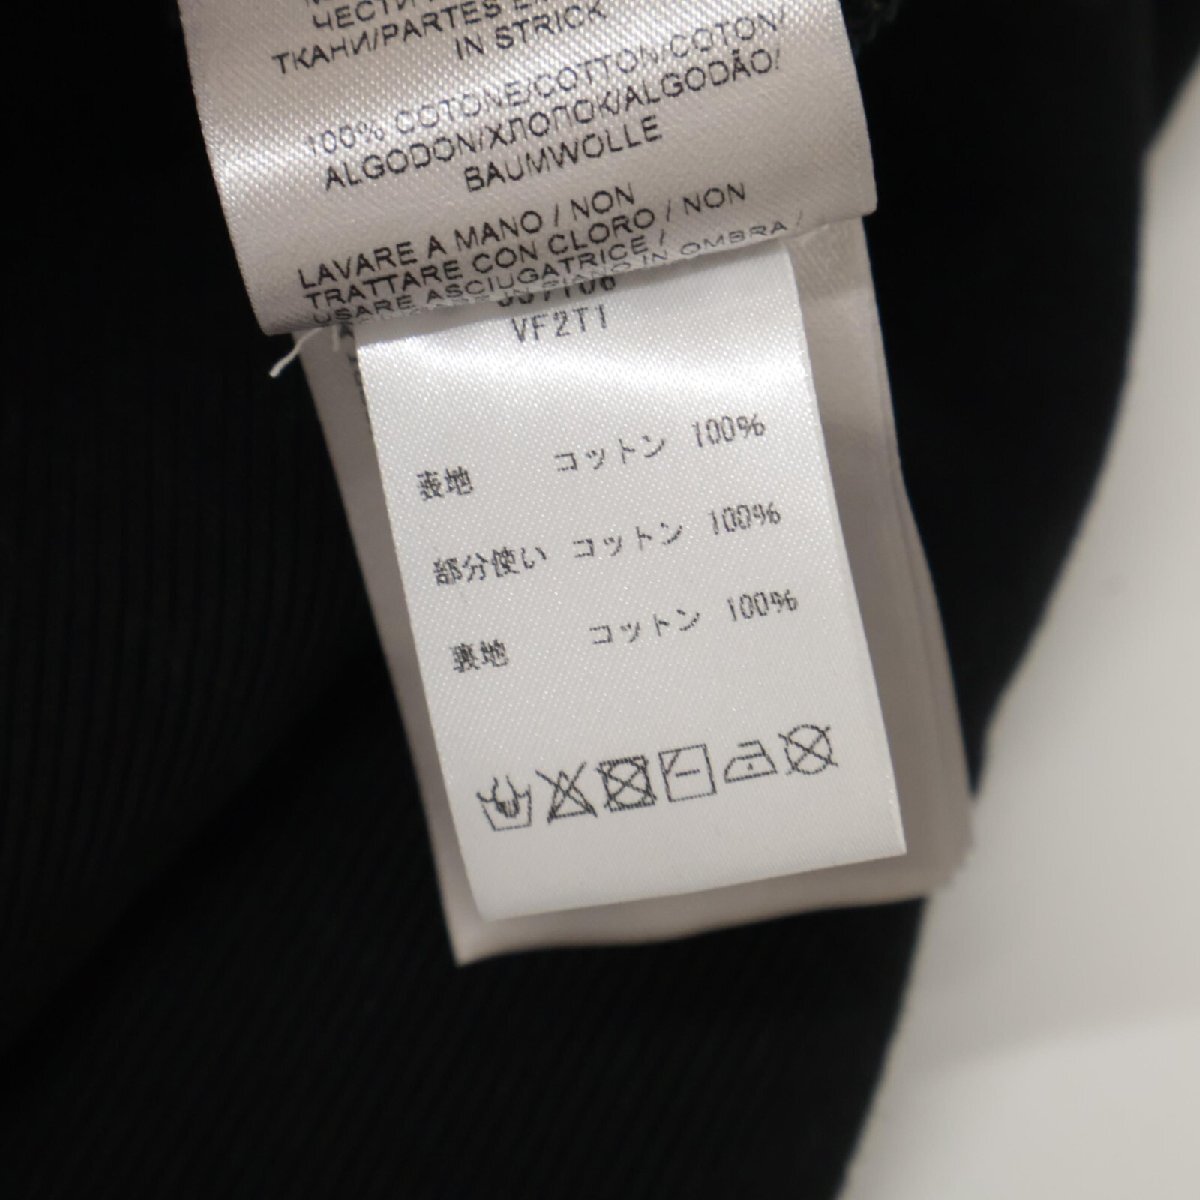 ЧЕСТИ
ТКАНИ/PARTES
IN STRICK
100% COTONE/COTTON/COTON/
ALGODON/ХЛОПОК/ALGODÃO/
BAUMWOLLE
LAVARE A MANO / NON
TRATTARE CON CLORO / NON
USARE ASCIUGATRICE /
IN OMBRA /
VF2T1
表地 コットン 100%
部分使い コットン 100%
裏地 コットン 100%